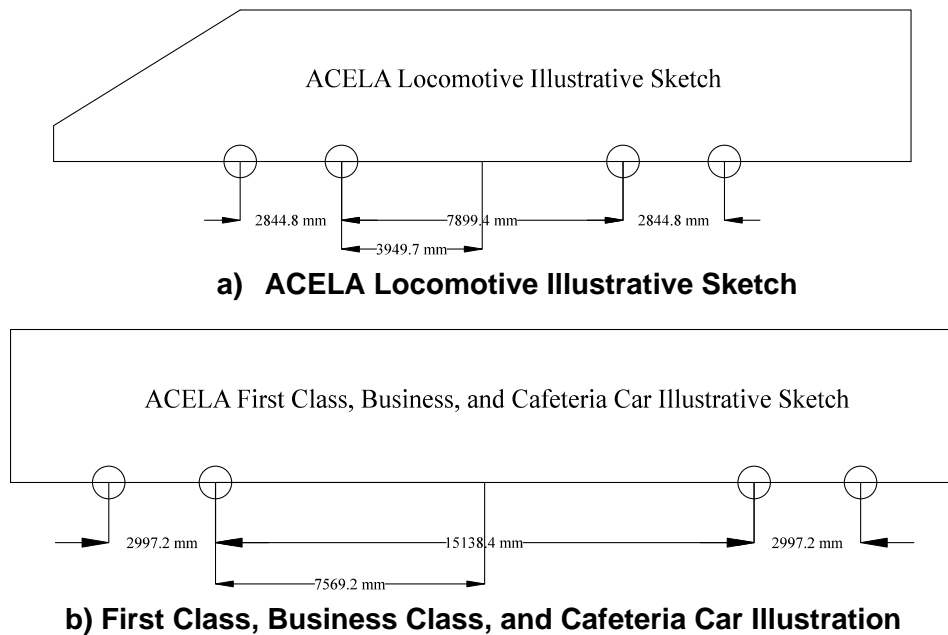 ACELA Locomotive Illustrative Sketch
2844.8 mm 7899.4 mm 2844.8 mm
3949.7 mm
a) ACELA Locomotive Illustrative Sketch
ACELA First Class, Business, and Cafeteria Car Illustrative Sketch
2997.2 mm 15138.4 mm 2997.2 mm
7569.2 mm
b) First Class, Business Class, and Cafeteria Car Illustration